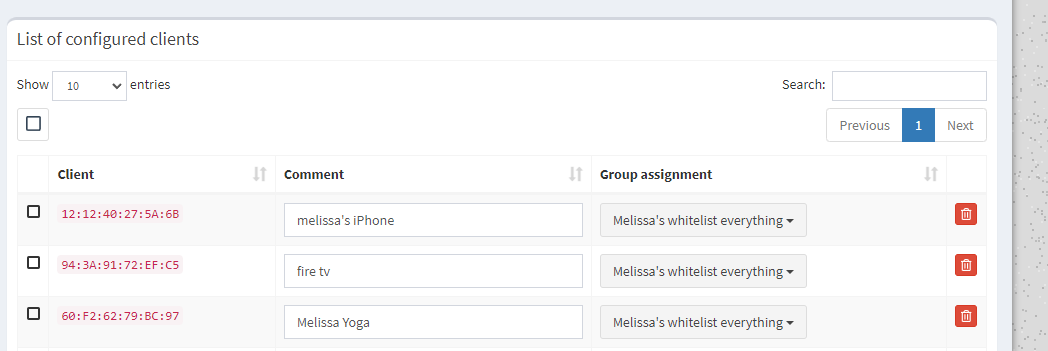 List of configured clients
Show 10 entries Search:
Previous 1 Next
Client Comment Group assignment
12:12:40:27:5A:6B melissa's iPhone Melissa's whitelist everything
94:3A:91:72:EF:C5 fire tv Melissa's whitelist everything
60:F2:62:79:BC:97 Melissa Yoga Melissa's whitelist everything